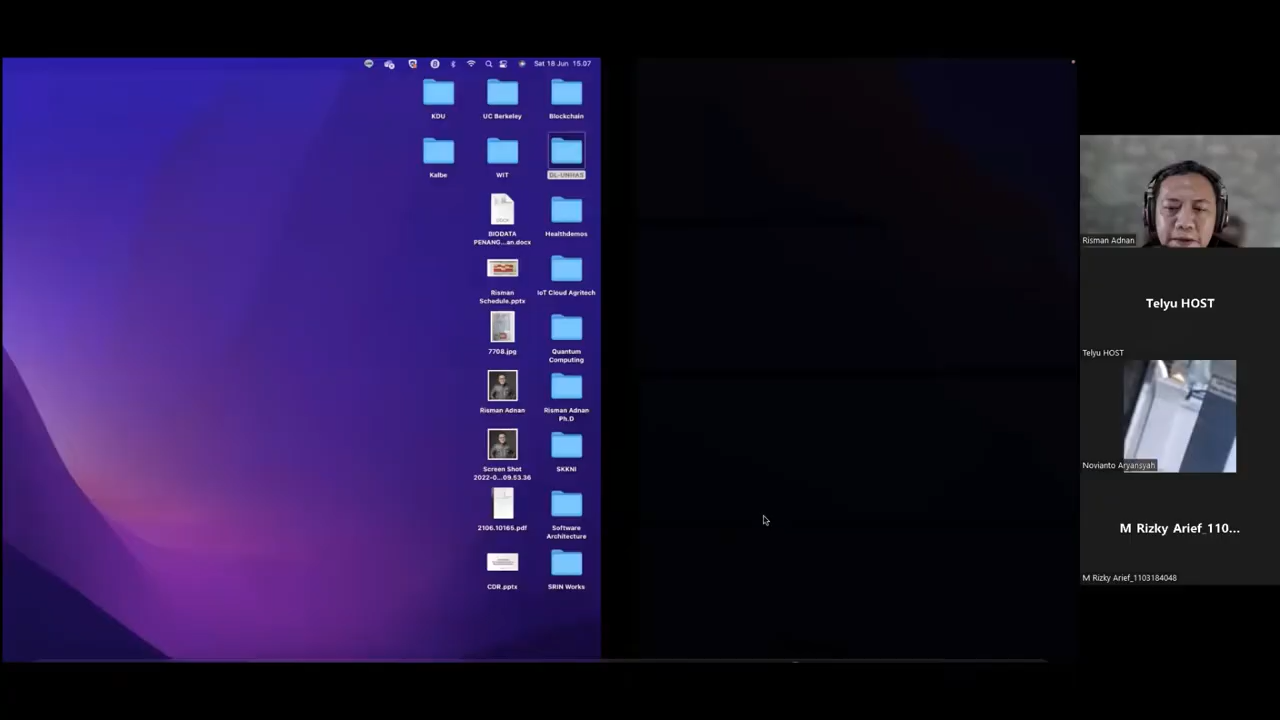 Sat 18 Jun 15.07
KDU
UC Berkeley
Blockchain
Kalbe
WIT
DL-UNHAS
BIODATA
PENANG...an.docx
Healthdemos
Risman
Schedule.pptx
IoT Cloud Agritech
7708.jpg
Quantum
Computing
Risman Adnan
Risman Adnan
Ph.D
Screen Shot
2022-0...09.53.36
SKKNI
2106.10165.pdf
Software
Architecture
CDR.pptx
SRIN Works
Risman Adnan
Telyu HOST
Telyu HOST
Novianto Aryansyah
M Rizky Arief_110...
M Rizky Arief_1103184048